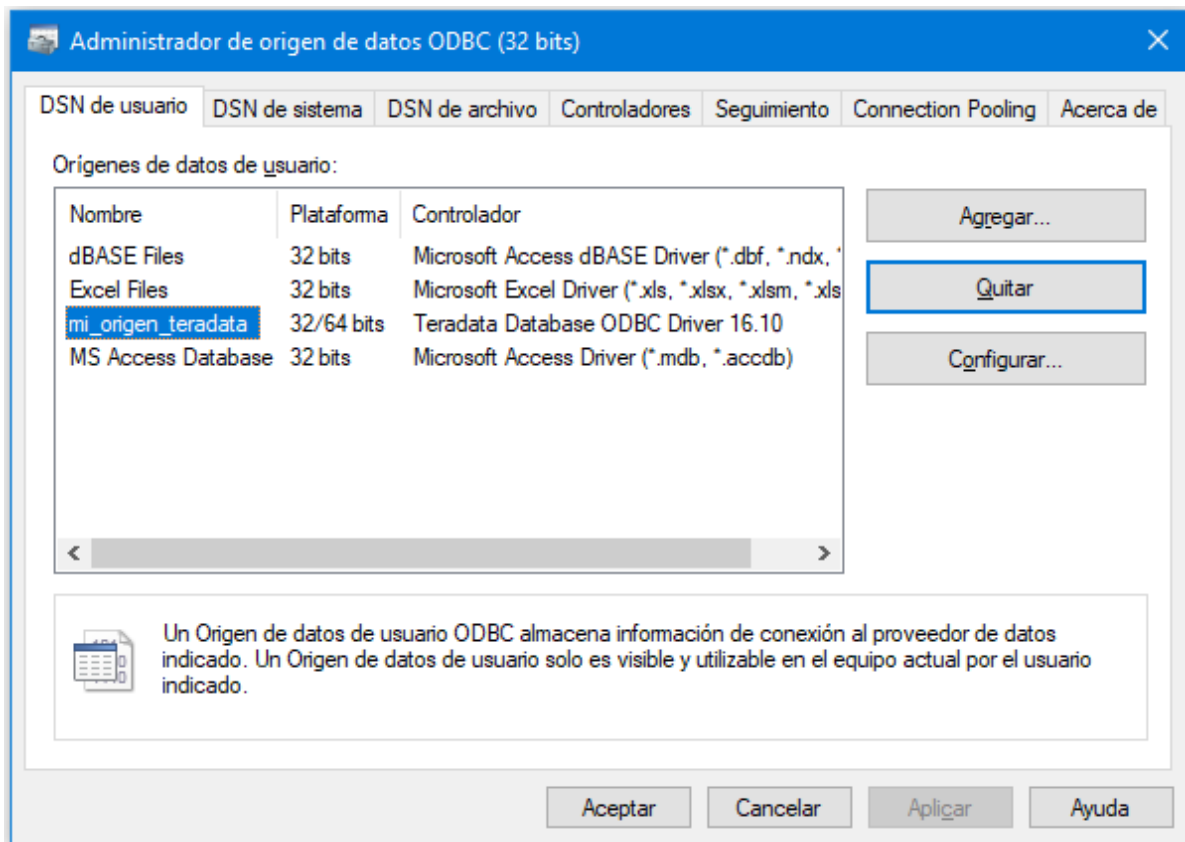 Administrador de origen de datos ODBC (32 bits)
DSN de usuario DSN de sistema DSN de archivo Controladores Seguimiento Connection Pooling Acerca de
Orígenes de datos de usuario:
Nombre Plataforma Controlador
dBASE Files 32 bits Microsoft Access dBASE Driver (*.dbf, *.ndx, *
Excel Files 32 bits Microsoft Excel Driver (*.xls, *.xlsx, *.xlsm, *.xls
mi_origen_teradata 32/64 bits Teradata Database ODBC Driver 16.10
MS Access Database 32 bits Microsoft Access Driver (*.mdb, *.accdb)
Agregar...
Quitar
Configurar...
Un Origen de datos de usuario ODBC almacena información de conexión al proveedor de datos
indicado. Un Origen de datos de usuario solo es visible y utilizable en el equipo actual por el usuario
indicado.
Aceptar Cancelar Aplicar Ayuda